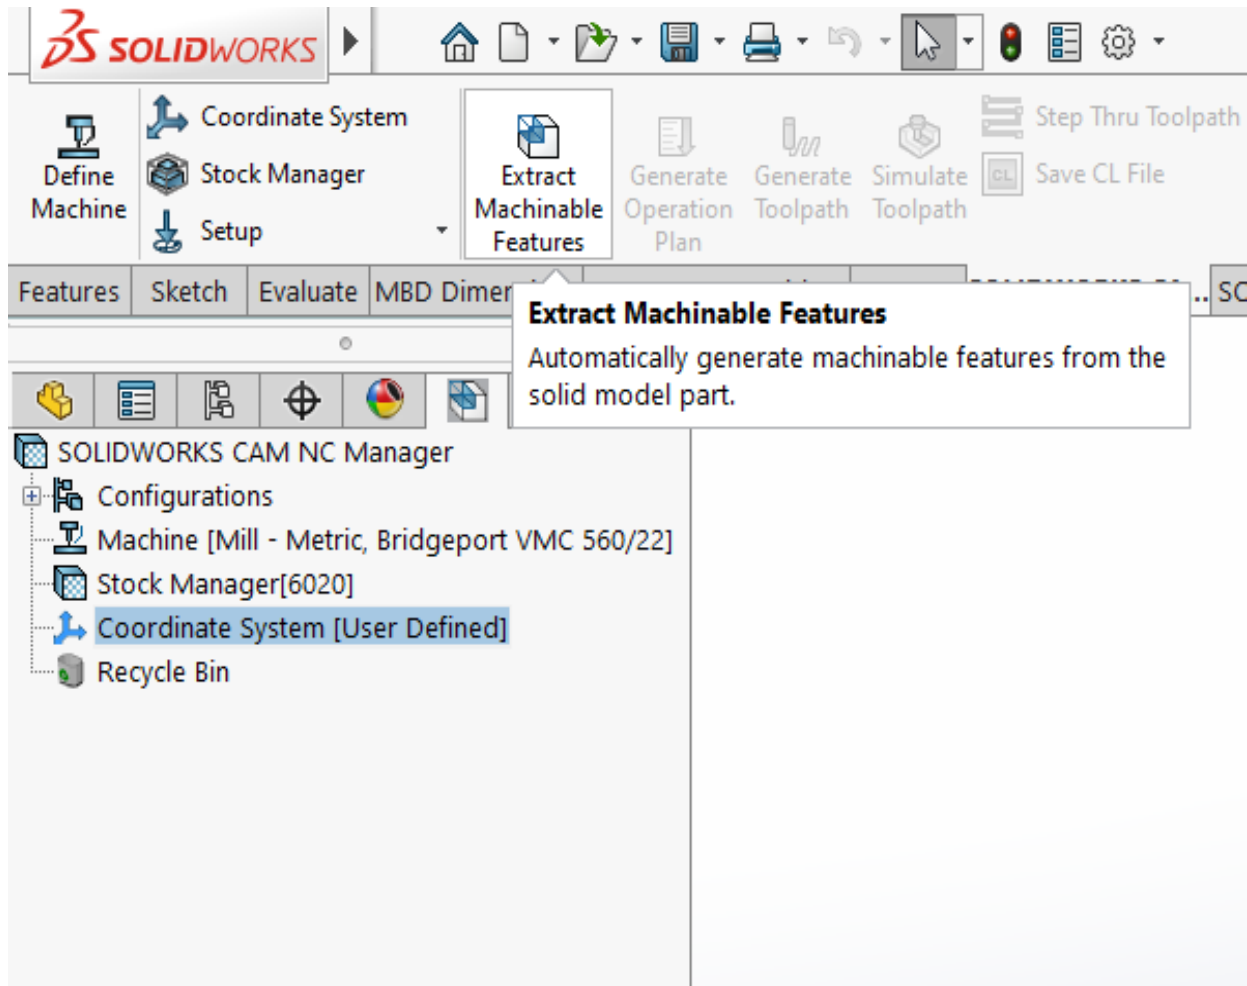 SOLIDWORKS
Define
Machine
Coordinate System
Stock Manager
Setup
Extract
Machinable
Features
Generate
Operation
Plan
Generate
Toolpath
Simulate
Toolpath
Step Thru Toolpath
CL
Save CL File
Features
Sketch
Evaluate
MBD Dimen
Extract Machinable Features
Automatically generate machinable features from the
solid model part.
SOLIDWORKS CAM NC Manager
Configurations
Machine [Mill - Metric, Bridgeport VMC 560/22]
Stock Manager[6020]
Coordinate System [User Defined]
Recycle Bin